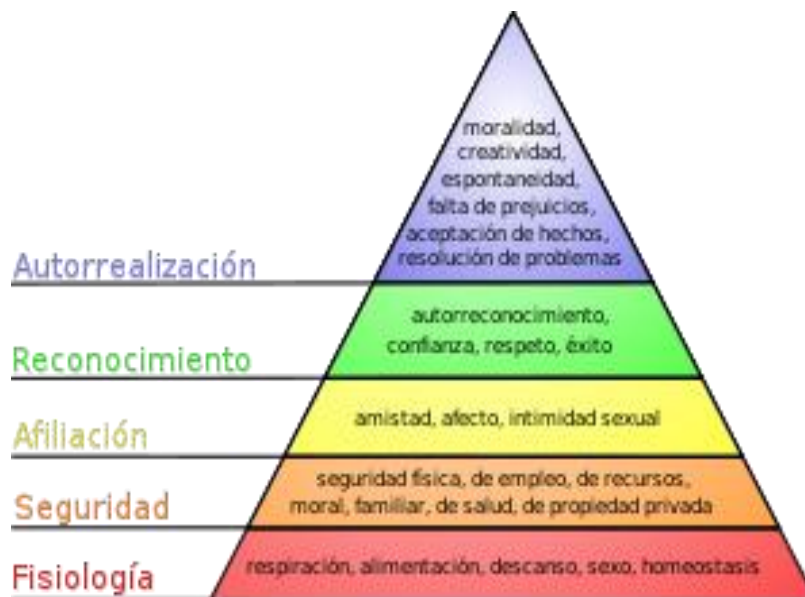 moralidad,
creatividad,
espontaneidad,
falta de prejuicios,
aceptación de hechos,
resolución de problemas
Autorrealización
autorreconocimiento,
confianza, respeto, éxito
Reconocimiento
amistad, afecto, intimidad sexual
Afiliación
seguridad física, de empleo, de recursos,
moral, familiar, de salud, de propiedad privada
Seguridad
respiración, alimentación, descanso, sexo, homeostasis
Fisiología